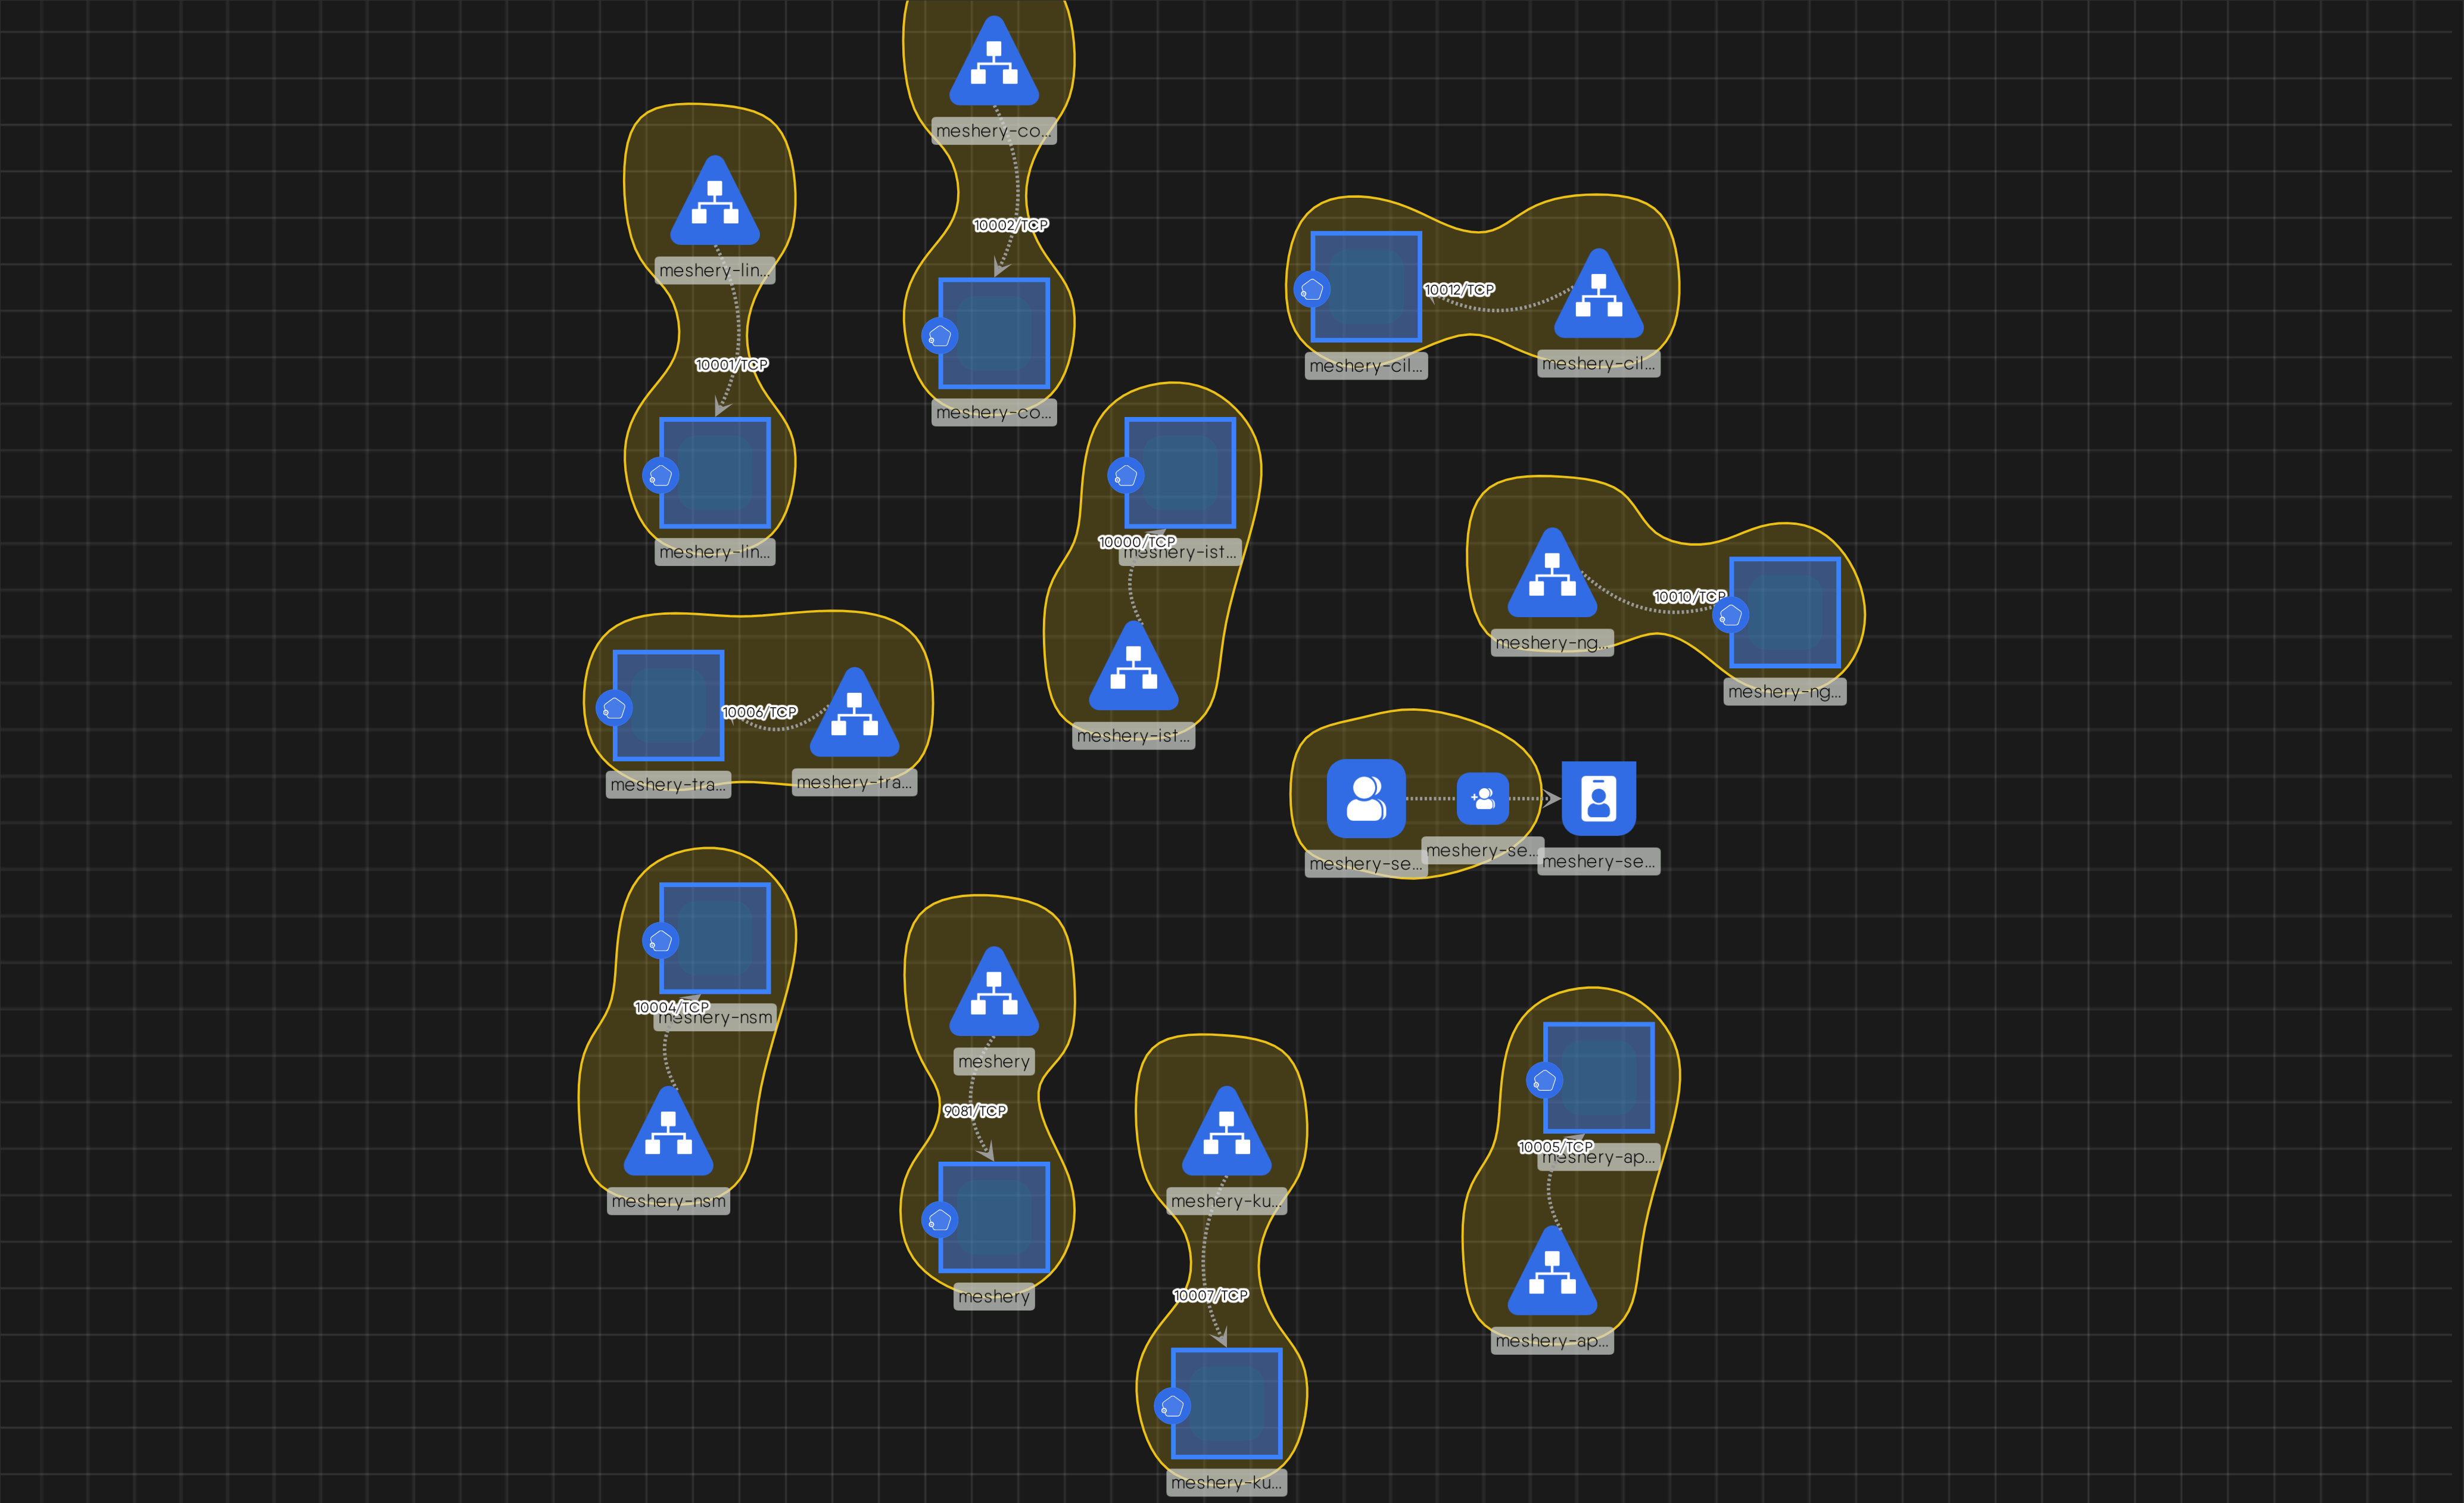 meshery-co...
10002/TCP
meshery-co...
meshery-lin...
10001/TCP
meshery-lin...
10012/TCP
meshery-cil...
meshery-cil...
10000/TCP
meshery-ist...
meshery-ist...
10010/TCP
meshery-ng...
meshery-ng...
10006/TCP
meshery-tra...
meshery-tra...
meshery-se...
meshery-se...
meshery-se...
10004/TCP
meshery-nsm
meshery-nsm
meshery
9081/TCP
meshery
meshery-ku...
10007/TCP
meshery-ku...
10005/TCP
meshery-ap...
meshery-ap...